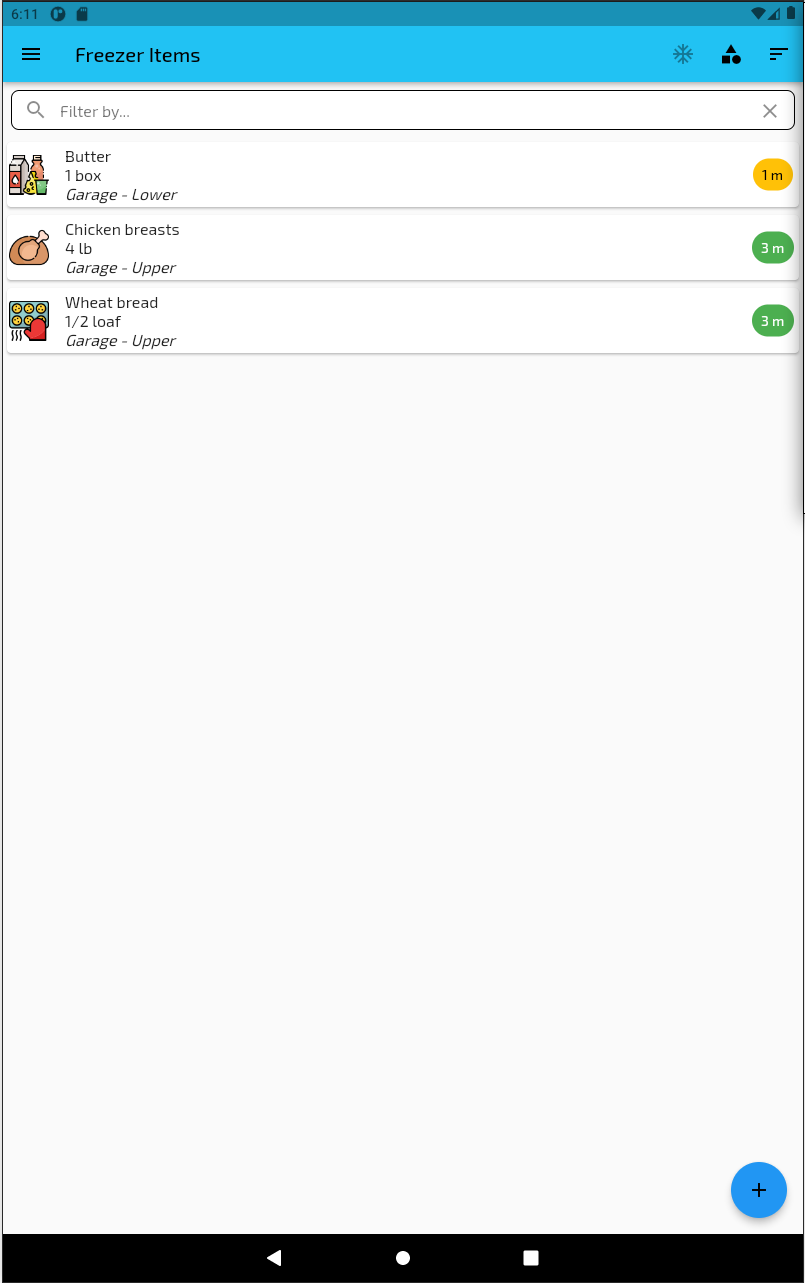 6:11
Freezer Items
Filter by...
Butter
1 box
Garage - Lower
1 m
Chicken breasts
4 lb
Garage - Upper
3 m
Wheat bread
1/2 loaf
Garage - Upper
3 m